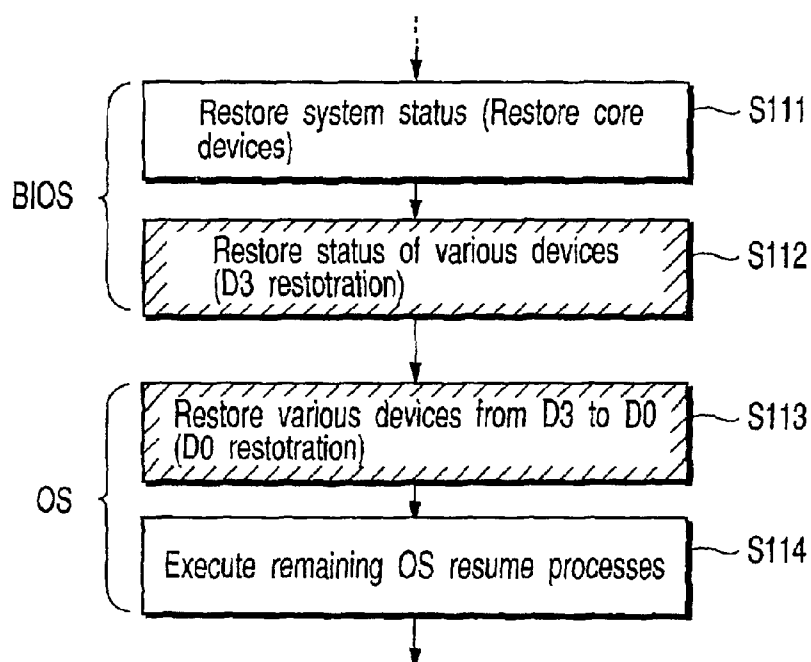 Restore system status (Restore core
devices)
S111
BIOS
Restore status of various devices
(D3 restotration)
S112
Restore various devices from D3 to D0
(D0 restotration)
S113
OS
Execute remaining OS resume processes
S114